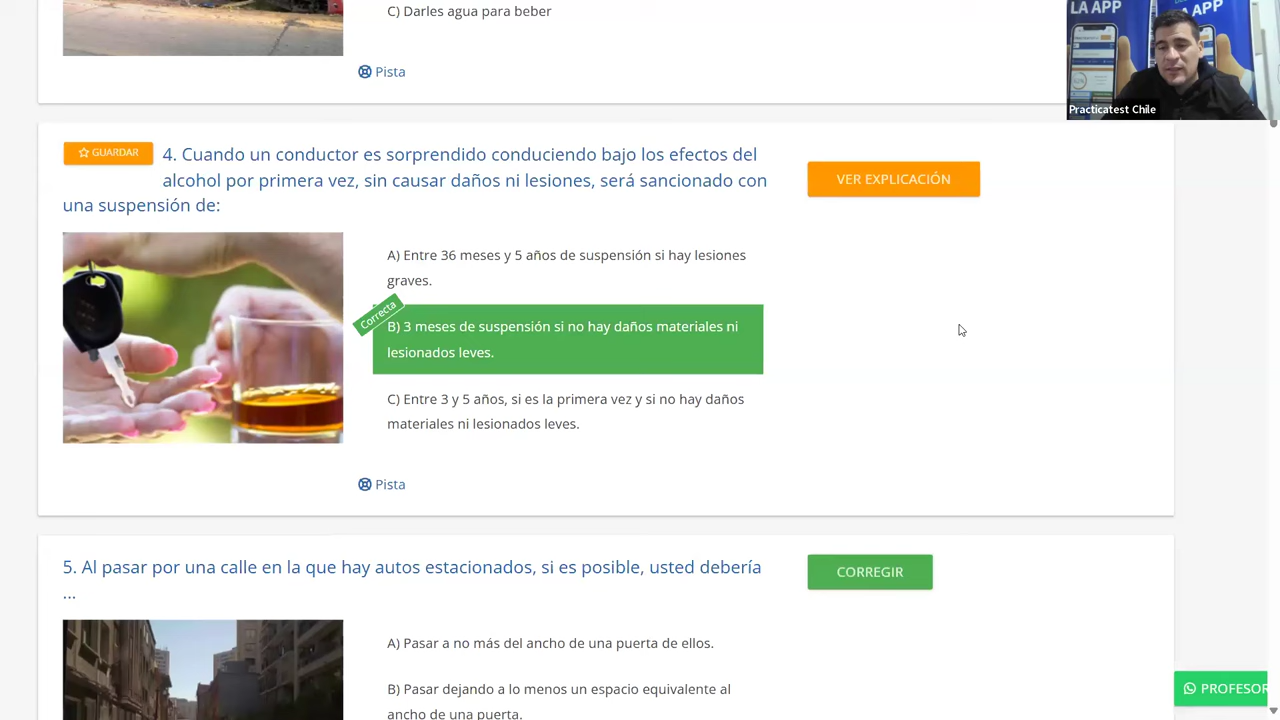 C) Darles agua para beber
Pista
LA APP
LA APP
Practicatest Chile
GUARDAR
4. Cuando un conductor es sorprendido conduciendo bajo los efectos del
alcohol por primera vez, sin causar daños ni lesiones, será sancionado con
una suspensión de:
VER EXPLICACIÓN
A) Entre 36 meses y 5 años de suspensión si hay lesiones
graves.
Correcta
B) 3 meses de suspensión si no hay daños materiales ni
lesionados leves.
C) Entre 3 y 5 años, si es la primera vez y si no hay daños
materiales ni lesionados leves.
Pista
5. Al pasar por una calle en la que hay autos estacionados, si es posible, usted debería
...
CORREGIR
A) Pasar a no más del ancho de una puerta de ellos.
B) Pasar dejando a lo menos un espacio equivalente al
ancho de una puerta.
PROFESOR